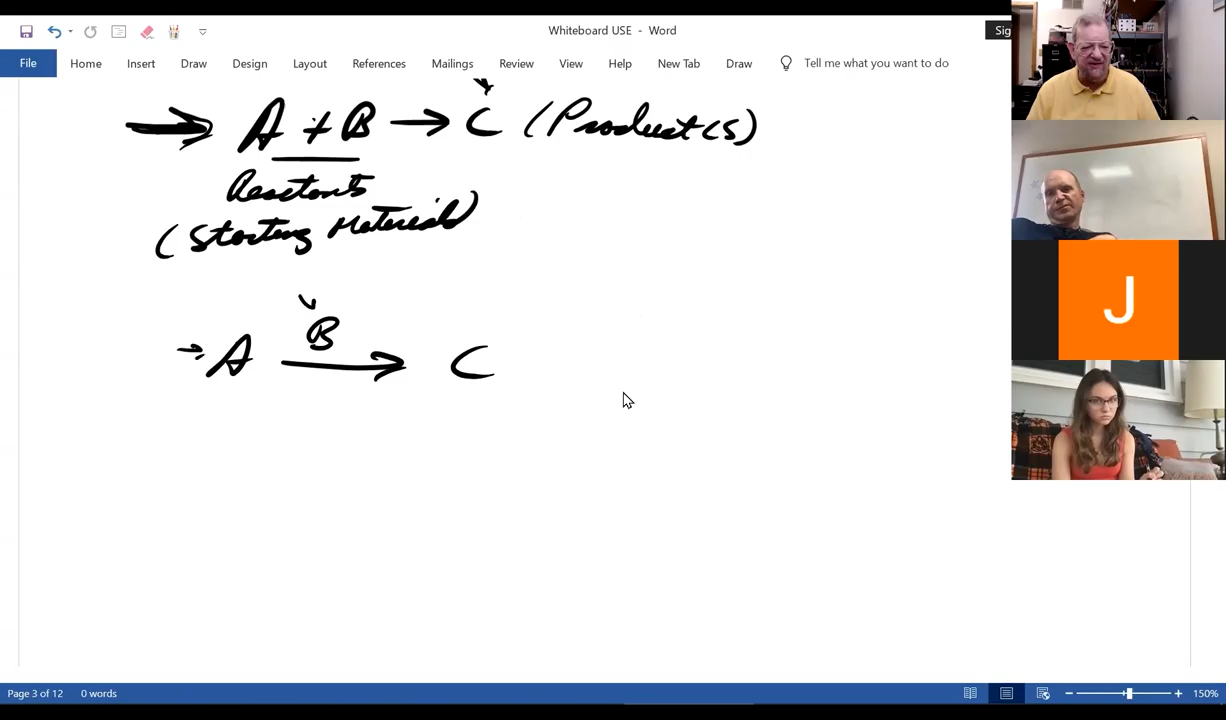 Whiteboard USE - Word
Sig
File Home Insert Draw Design Layout References Mailings Review View Help New Tab Draw Tell me what you want to do
→ A + B → C (Product(s)
Reactants
(Starting Material)
→ A B → C
J
Page 3 of 12 0 words
150%